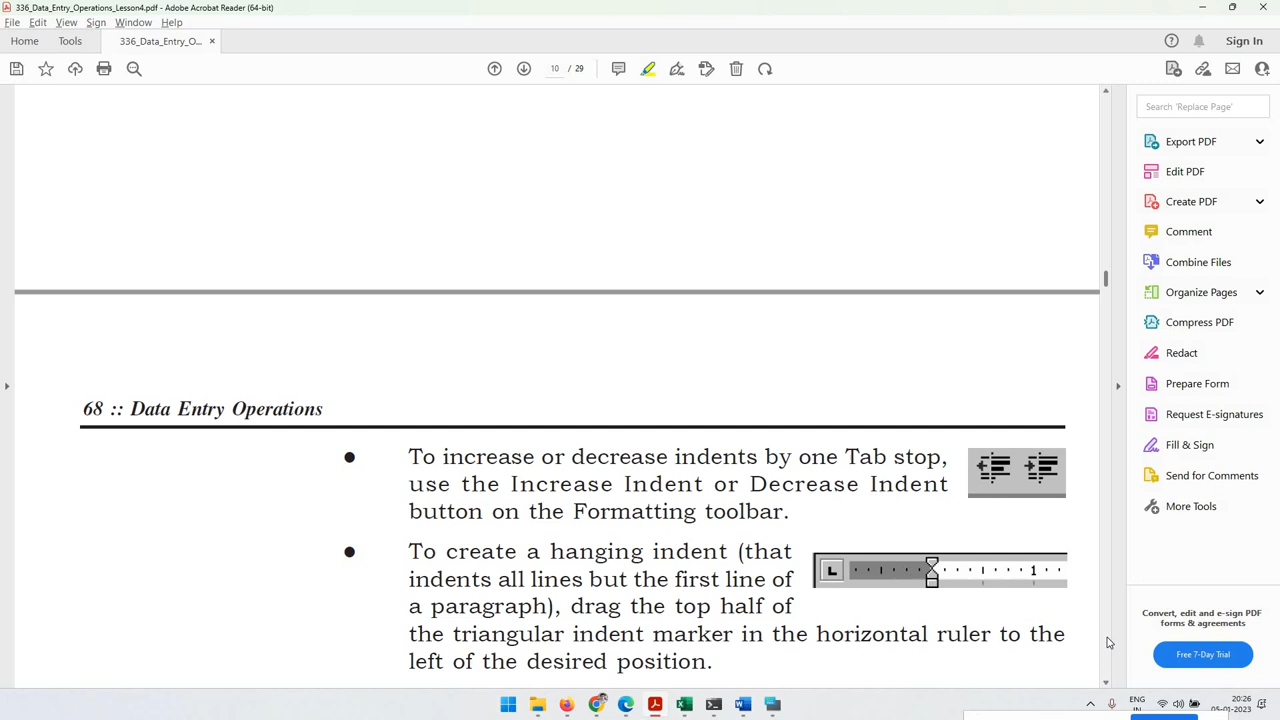 336_Data_Entry_Operations_Lesson4.pdf - Adobe Acrobat Reader (64-bit)
File Edit View Sign Window Help
Home Tools 336_Data_Entry_O... × Sign In
10 / 29
Search 'Replace Page'
Export PDF
Edit PDF
Create PDF
Comment
Combine Files
Organize Pages
Compress PDF
Redact
Prepare Form
Request E-signatures
Fill & Sign
Send for Comments
More Tools
Convert, edit and e-sign PDF
forms & agreements
Free 7-Day Trial
68 :: Data Entry Operations
● To increase or decrease indents by one Tab stop,
use the Increase Indent or Decrease Indent
button on the Formatting toolbar.
● To create a hanging indent (that
indents all lines but the first line of
a paragraph), drag the top half of
the triangular indent marker in the horizontal ruler to the
left of the desired position.
L 1
ENG
IN
20:26
05-01-2023